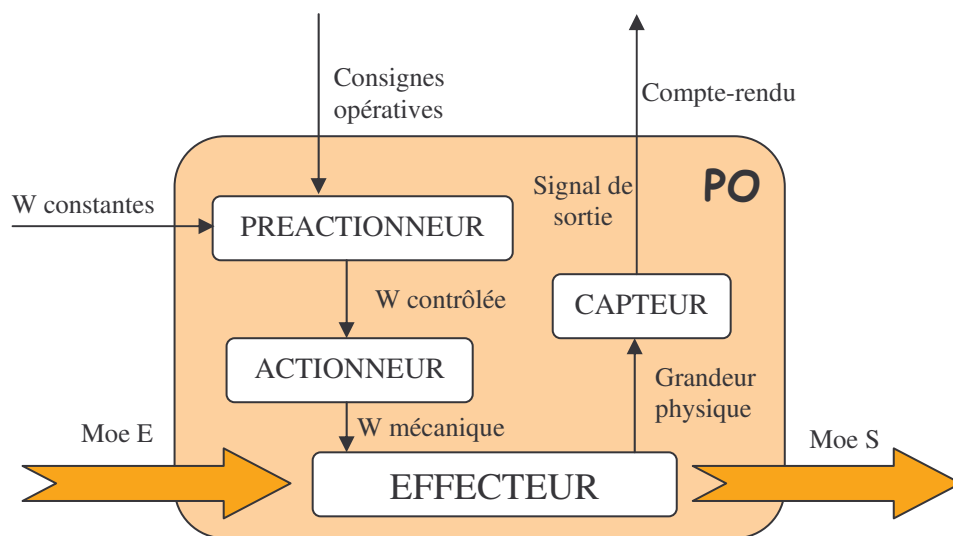 Consignes
opératives
Compte-rendu
PO
Signal de
sortie
W constantes
PREACTIONNEUR
W contrôlée
CAPTEUR
ACTIONNEUR
Grandeur
physique
W mécanique
Moe E
Moe S
EFFECTEUR